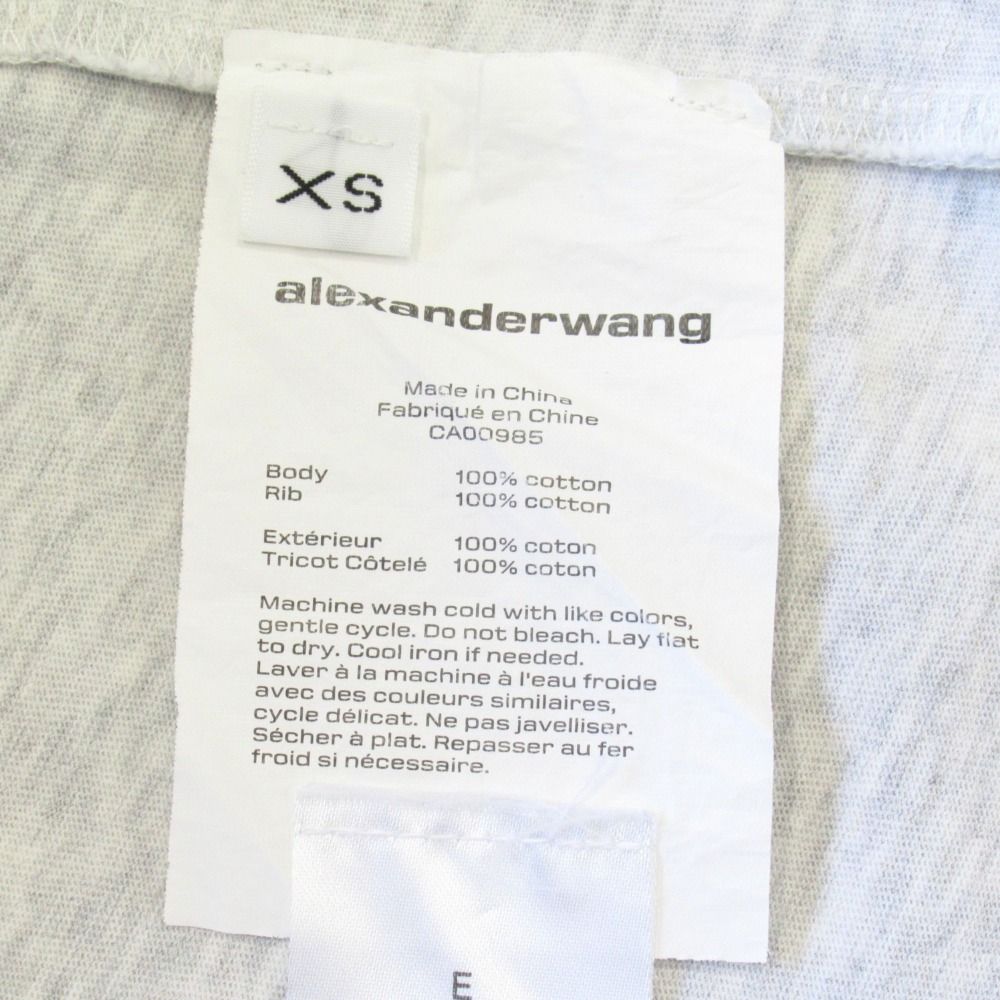 XS
alexanderwang
Made in China
Fabriqué en Chine
CA00985
Body 100% cotton
Rib 100% cotton
Extérieur 100% coton
Tricot Côtelé 100% coton
Machine wash cold with like colors,
gentle cycle. Do not bleach. Lay flat
to dry. Cool iron if needed.
Laver à la machine à l'eau froide
avec des couleurs similaires,
cycle délicat. Ne pas javelliser.
Sécher à plat. Repasser au fer
froid si nécessaire.
E